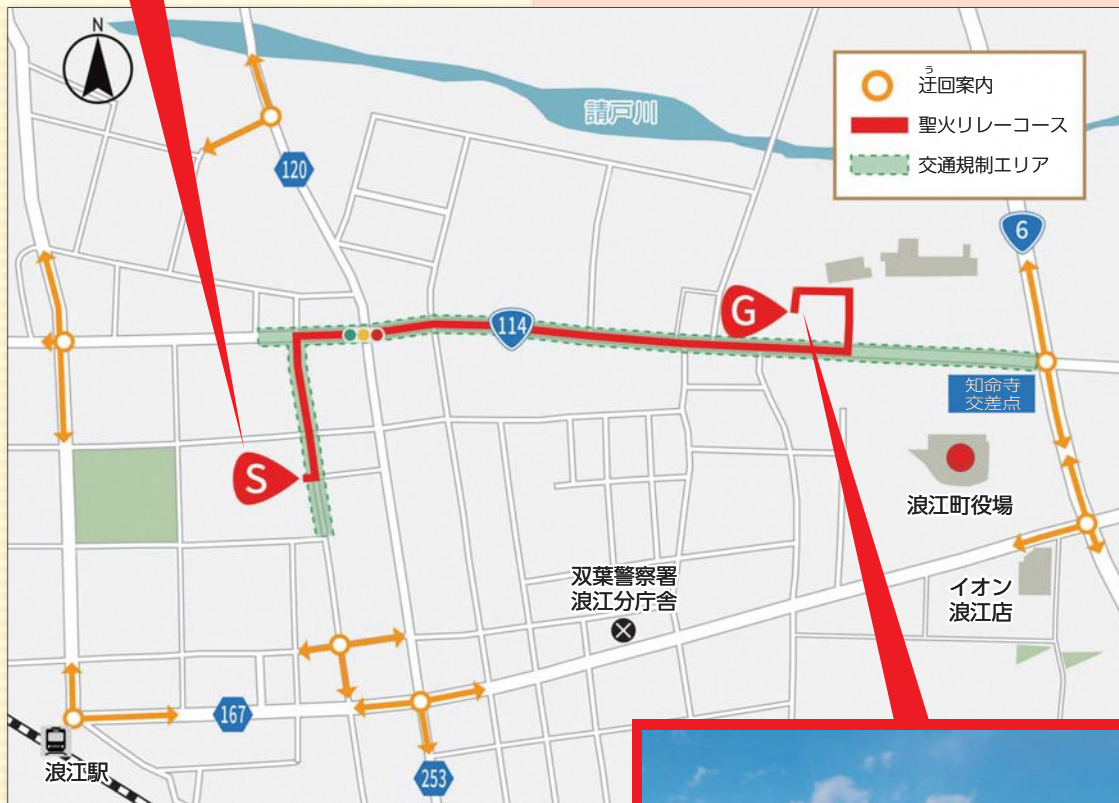 N
請戸川
う
迂回案内
聖火リレーコース
交通規制エリア
120
6
G
114
知命寺
交差点
S
浪江町役場
双葉警察署
浪江分庁舎
イオン
浪江店
167
浪江駅
253